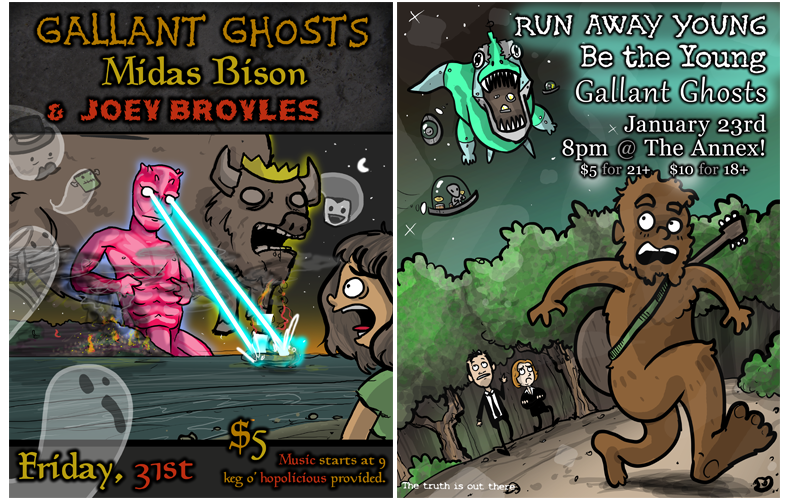 GALLANT GHOSTS
Midas Bison
& JOEY BROYLES
$5
Friday, 31st
Music starts at 9
keg o' hopolicious provided.
RUN AWAY YOUNG
Be the Young
Gallant Ghosts
January 23rd
8pm @ The Annex!
$5 for 21+ $10 for 18+
The truth is out there